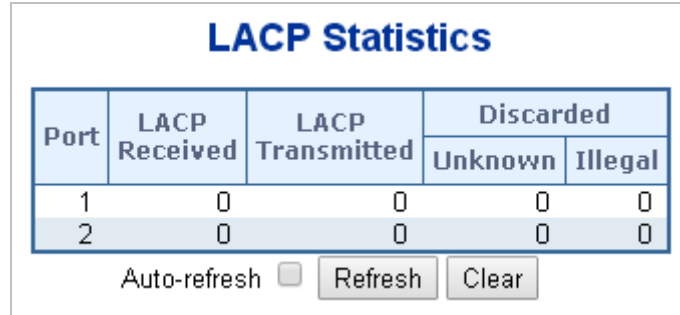 LACP Statistics
Port LACP Received LACP Transmitted Discarded
Unknown Illegal
1 0 0 0 0
2 0 0 0 0
Auto-refresh Refresh Clear